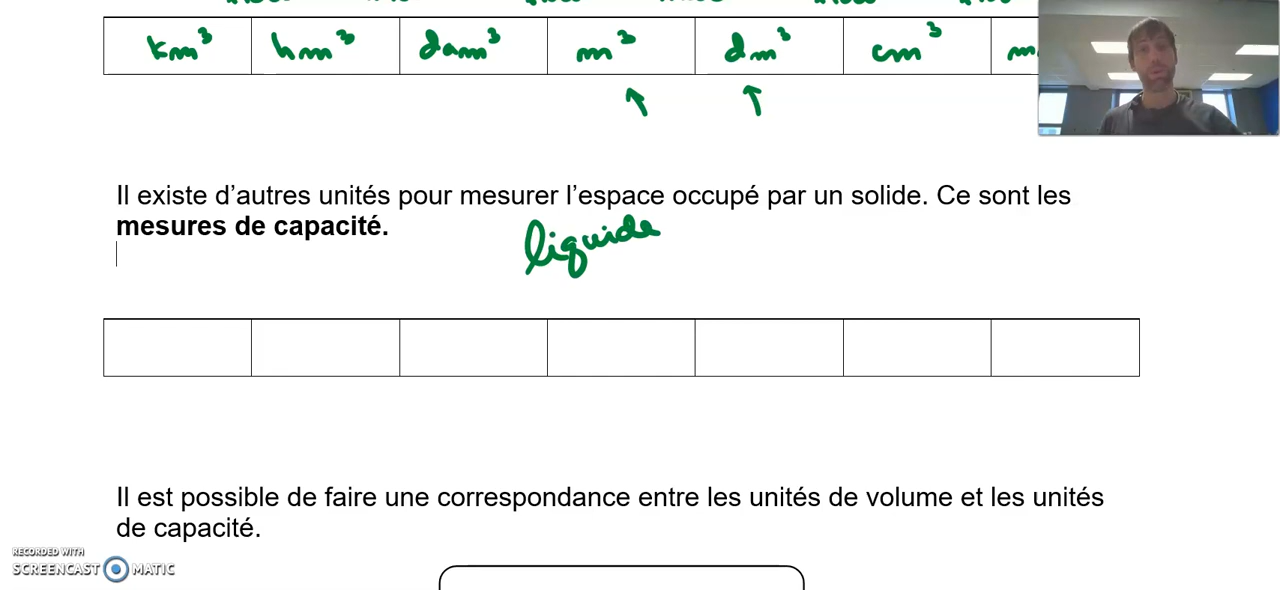 km³ hm³ dam³ m³ dm³ cm³
Il existe d'autres unités pour mesurer l'espace occupé par un solide. Ce sont les
mesures de capacité.
liquide
Il est possible de faire une correspondance entre les unités de volume et les unités
de capacité.
RECORDED WITH
SCREENCAST MATIC